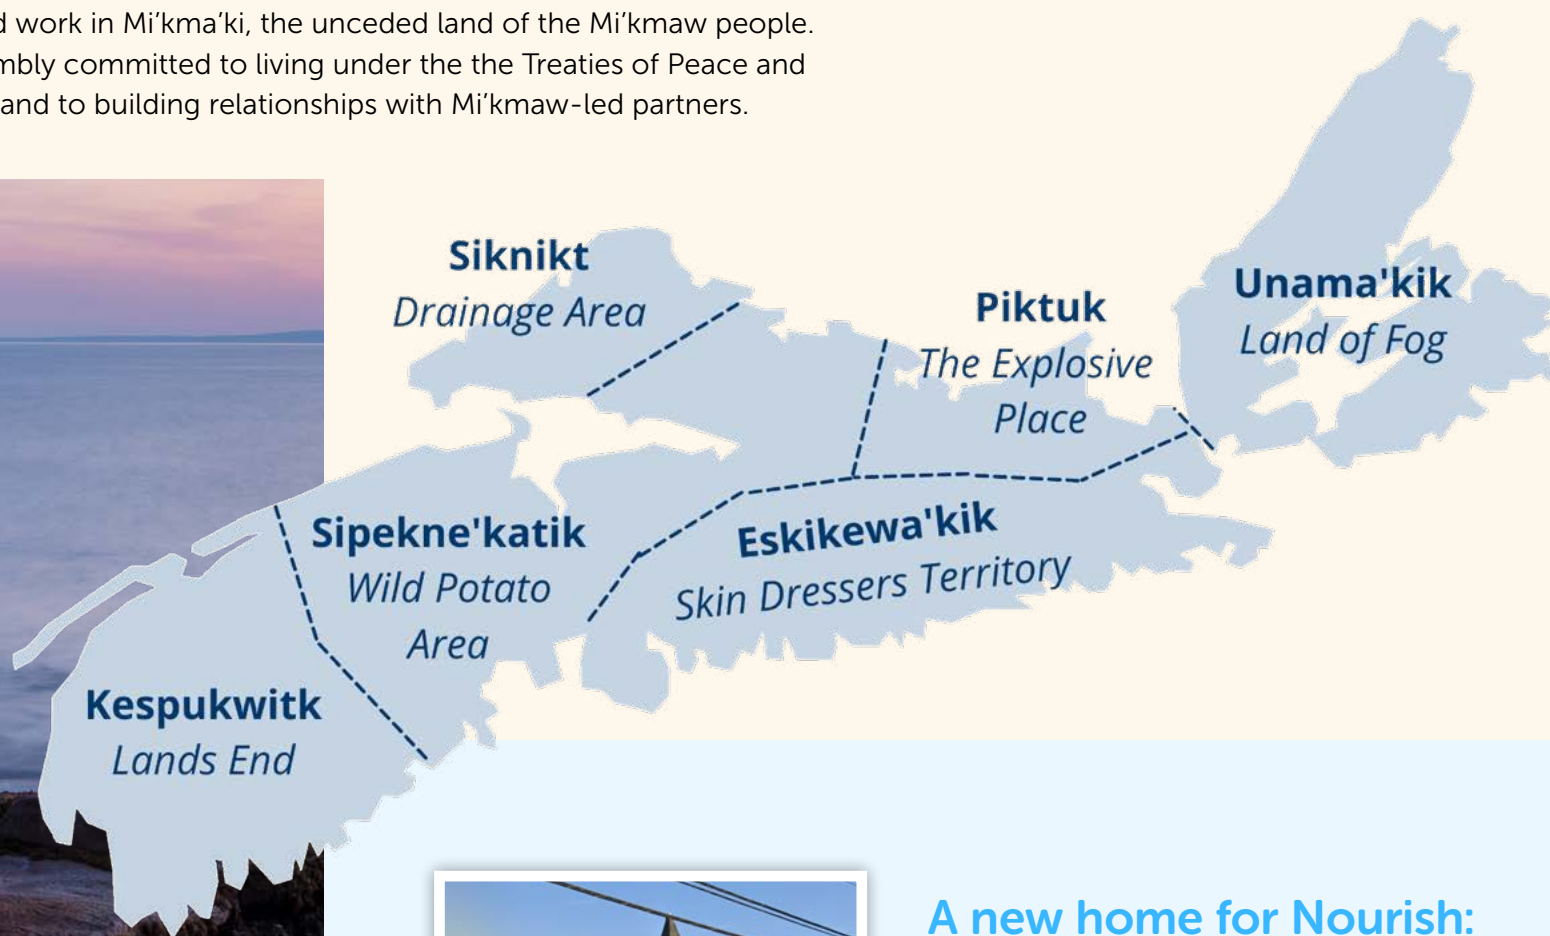 work in Mi’kma’ki, the unceded land of the Mi’kmaw people.
committed to living under the the Treaties of Peace and
and to building relationships with Mi’kmaw-led partners.
Siknikt
Drainage Area
Piktuk
The Explosive
Place
Unama'kik
Land of Fog
Sipekne'katik
Wild Potato
Area
Eskikewa'kik
Skin Dressers Territory
Kespukwitk
Lands End
A new home for Nourish: